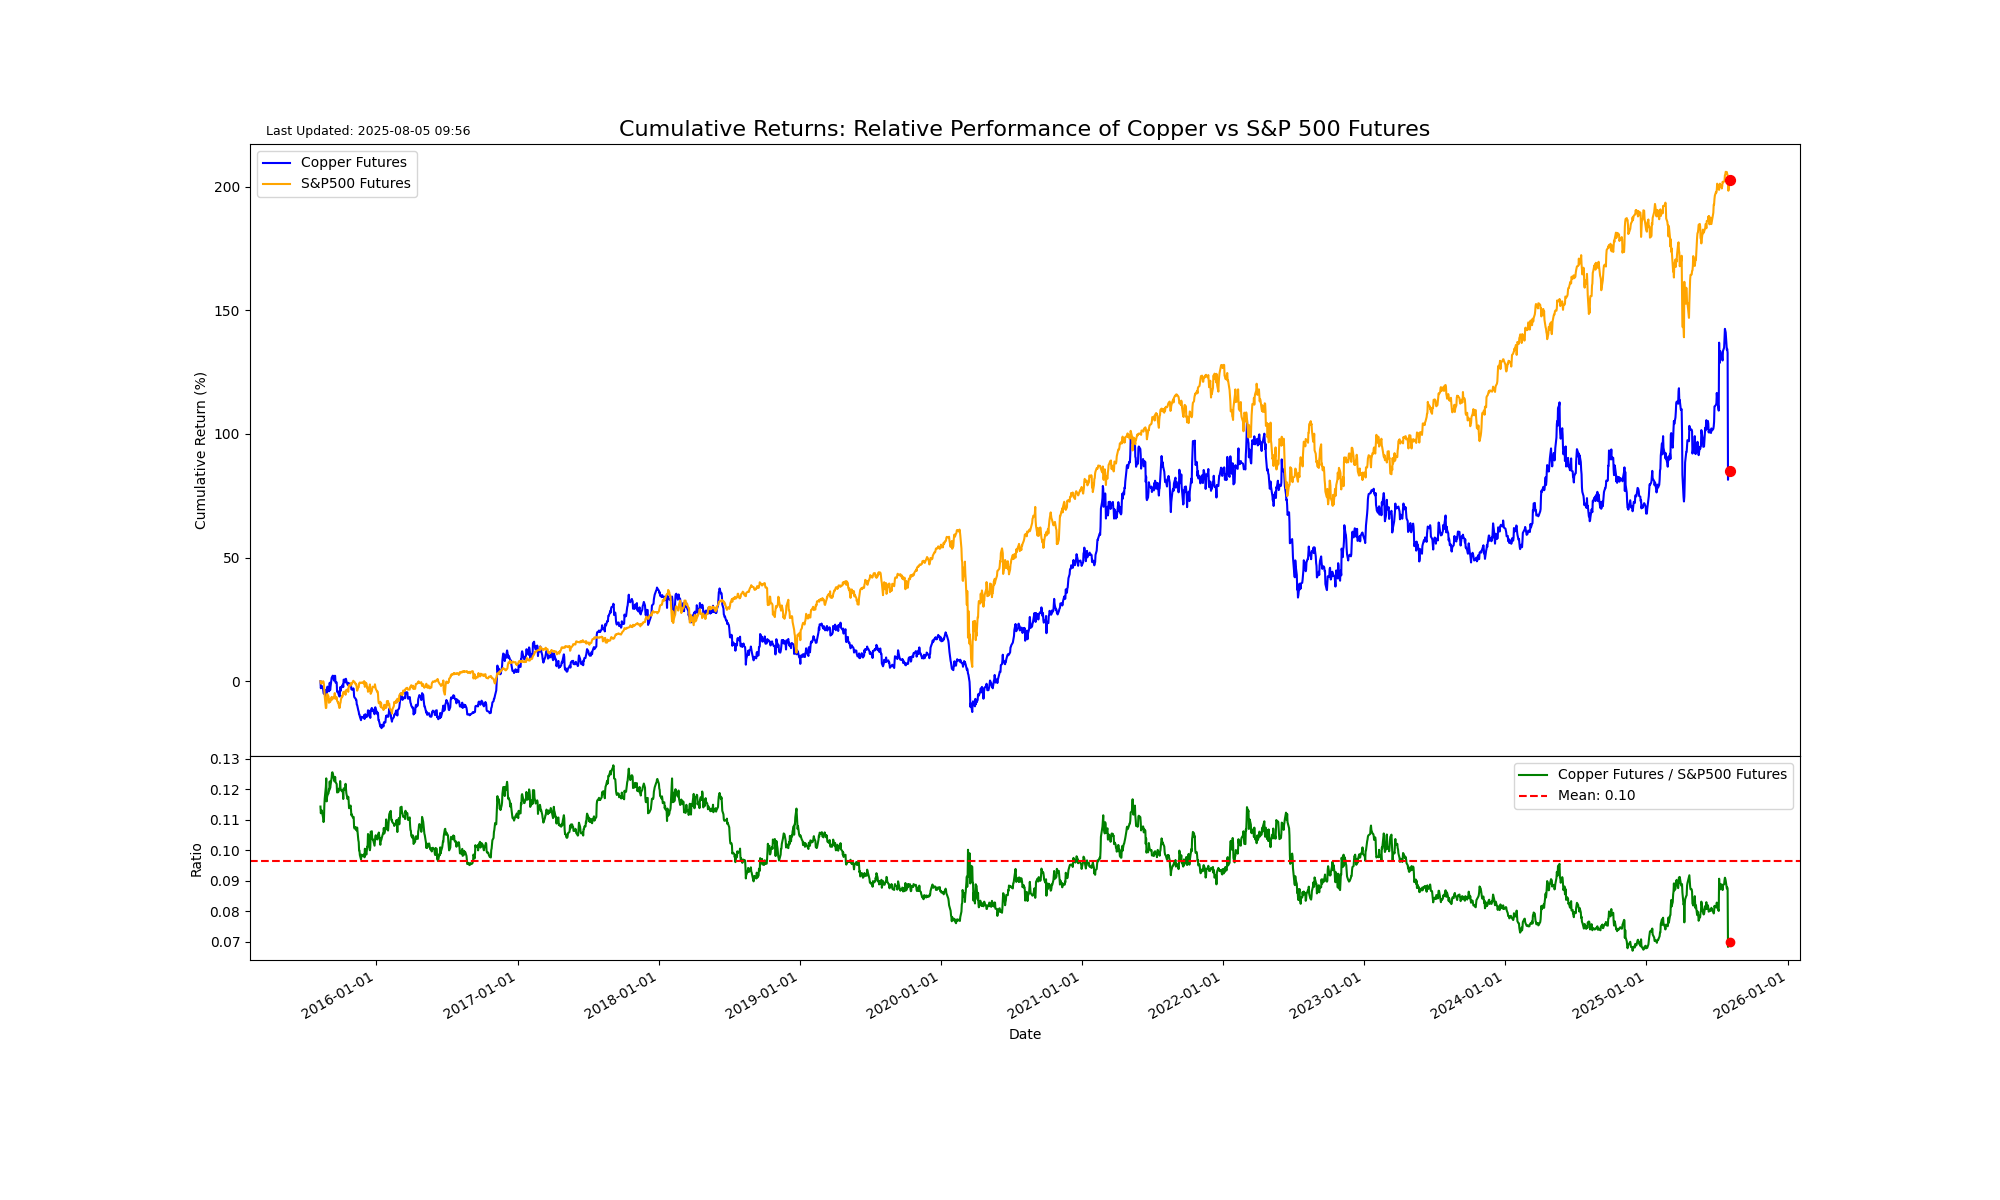 Last Updated: 2025-08-05 09:56
Cumulative Returns: Relative Performance of Copper vs S&P 500 Futures
Copper Futures
S&P500 Futures
Cumulative Return (%)
200
150
100
50
0
Copper Futures / S&P500 Futures
Mean: 0.10
Ratio
0.13
0.12
0.11
0.10
0.09
0.08
0.07
2016-01-01
2017-01-01
2018-01-01
2019-01-01
2020-01-01
2021-01-01
2022-01-01
2023-01-01
2024-01-01
2025-01-01
2026-01-01
Date